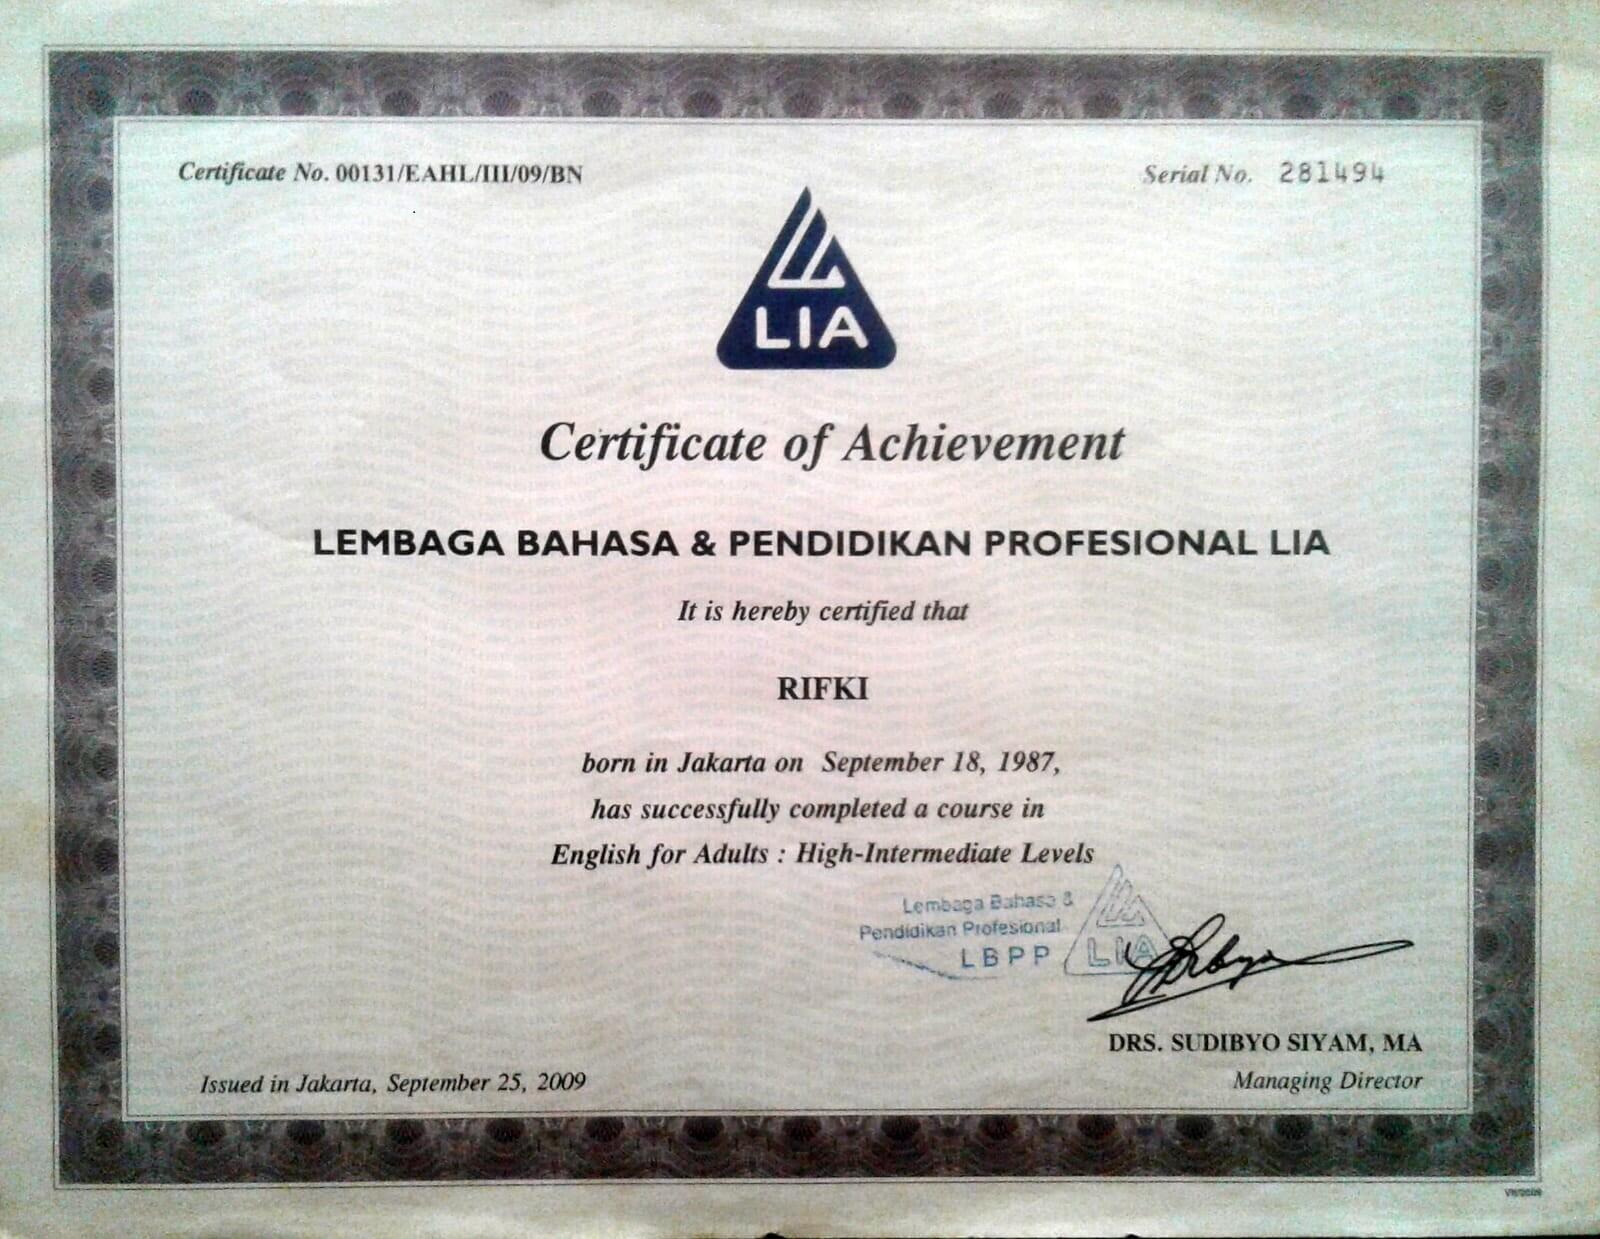 Certificate No. 00131/EAHL/III/09/BN
Serial No. 281494
LIA
Certificate of Achievement
LEMBAGA BAHASA & PENDIDIKAN PROFESIONAL LIA
It is hereby certified that
RIFKI
born in Jakarta on September 18, 1987,
has successfully completed a course in
English for Adults : High-Intermediate Levels
Lembaga Bahasa &
Pendidikan Profesional
LBPP LIA
DRS. SUDIBYO SIYAM, MA
Managing Director
Issued in Jakarta, September 25, 2009